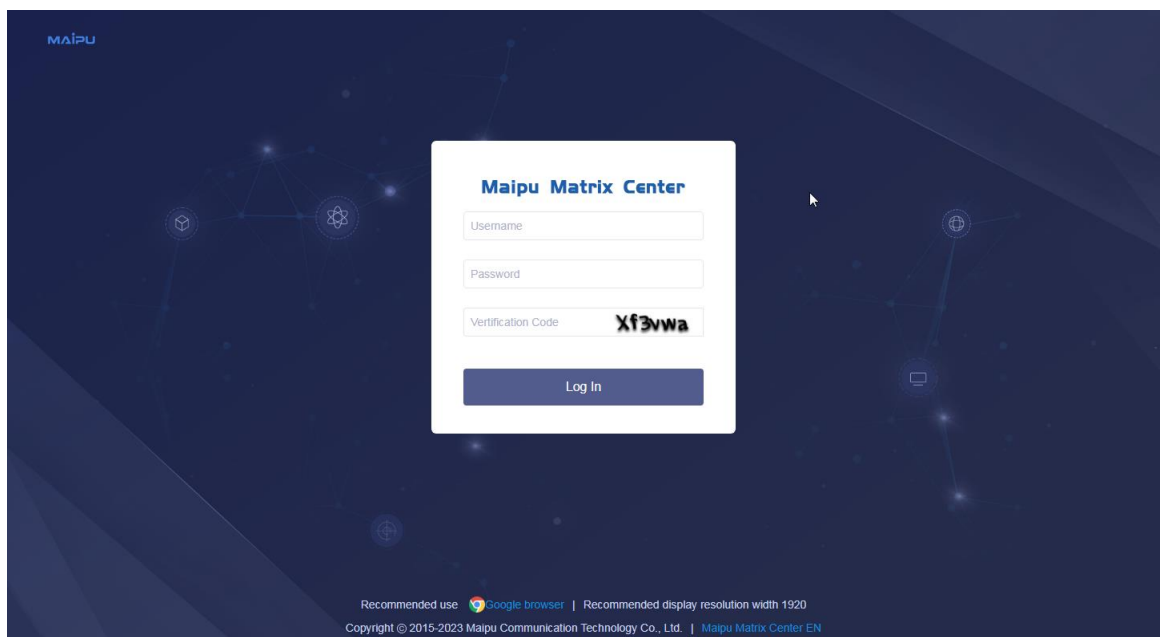 MAIPU
Maipu Matrix Center
Username
Password
Vertification Code Xf3vwa
Log In
Recommended use Google browser | Recommended display resolution width 1920
Copyright © 2015-2023 Maipu Communication Technology Co., Ltd. | Maipu Matrix Center EN